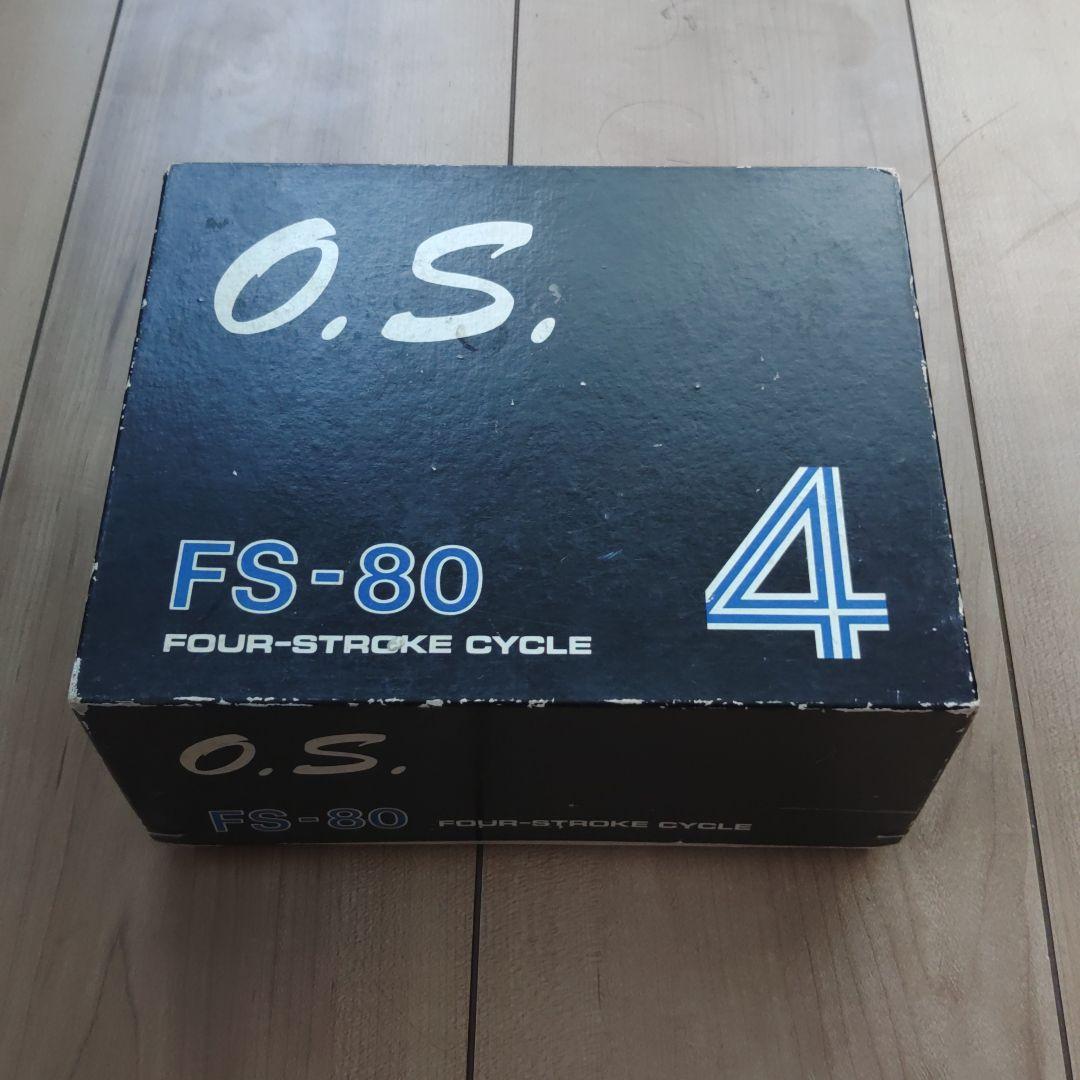 O.S.
FS-80
4
FOUR-STROKE CYCLE
O.S.
FS-80 FOUR-STROKE CYCLE